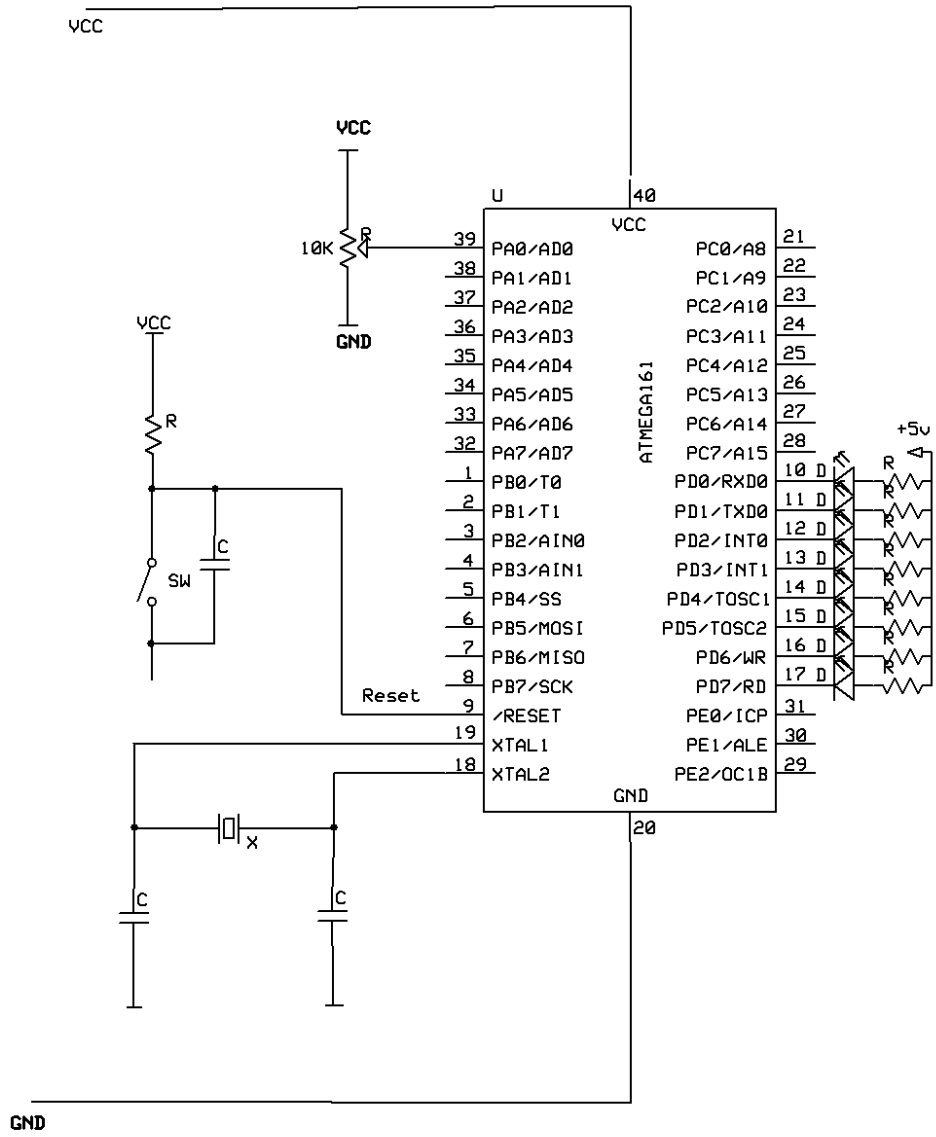 VCC
VCC
10K
R
GND
VCC
R
C
SW
Reset
X
C
C
GND
U
40
VCC
ATMEGA161
39 PA0/AD0
38 PA1/AD1
37 PA2/AD2
36 PA3/AD3
35 PA4/AD4
34 PA5/AD5
33 PA6/AD6
32 PA7/AD7
1 PB0/T0
2 PB1/T1
3 PB2/AIN0
4 PB3/AIN1
5 PB4/SS
6 PB5/MOSI
7 PB6/MISO
8 PB7/SCK
9 /RESET
19 XTAL1
18 XTAL2
PC0/A8 21
PC1/A9 22
PC2/A10 23
PC3/A11 24
PC4/A12 25
PC5/A13 26
PC6/A14 27
PC7/A15 28
+5v
PD0/RXD0 10 D R
PD1/TXD0 11 D R
PD2/INT0 12 D R
PD3/INT1 13 D R
PD4/TOSC1 14 D R
PD5/TOSC2 15 D R
PD6/WR 16 D R
PD7/RD 17 D R
PE0/ICP 31
PE1/ALE 30
PE2/OC1B 29
GND
20